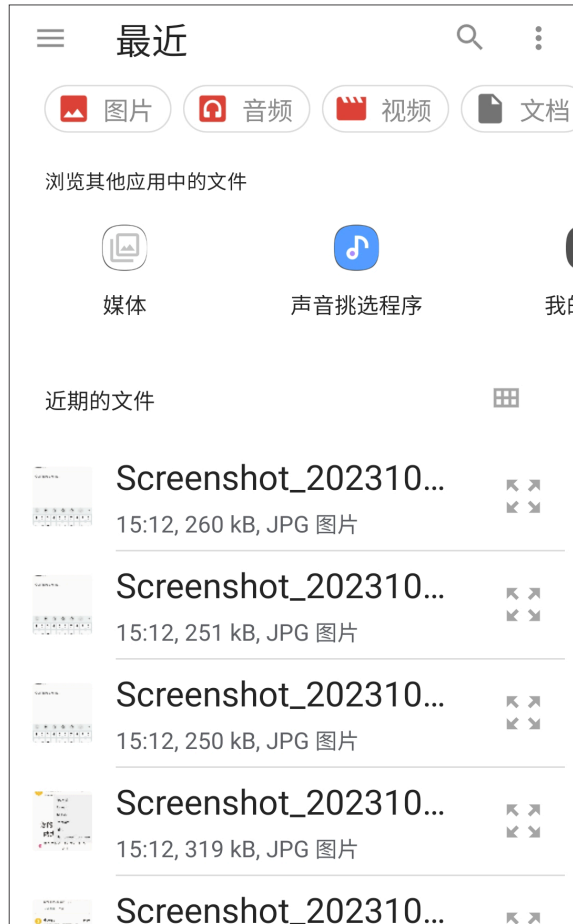 最近
图片 音频 视频 文档
浏览其他应用中的文件
媒体 声音挑选程序 我的
近期的文件
Screenshot_202310...
15:12, 260 kB, JPG 图片
Screenshot_202310...
15:12, 251 kB, JPG 图片
Screenshot_202310...
15:12, 250 kB, JPG 图片
Screenshot_202310...
15:12, 319 kB, JPG 图片
Screenshot_202310...